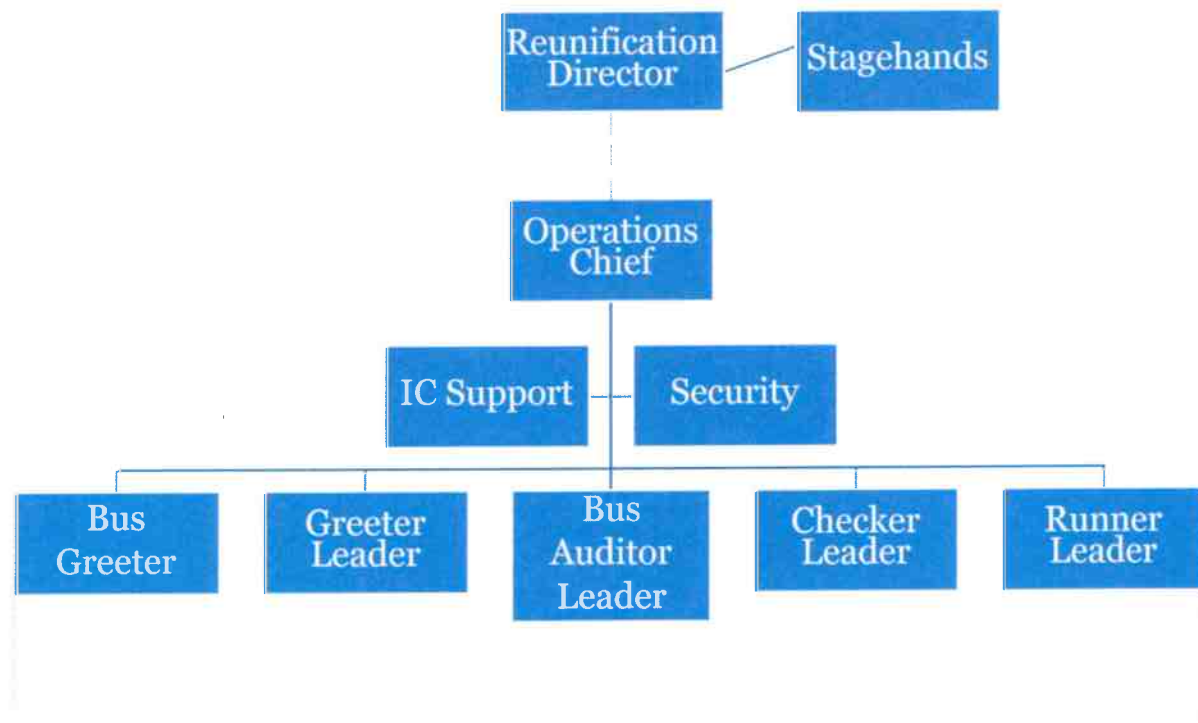 Reunification
Director
Stagehands
Operations
Chief
IC Support
Security
Bus
Greeter
Greeter
Leader
Bus
Auditor
Leader
Checker
Leader
Runner
Leader